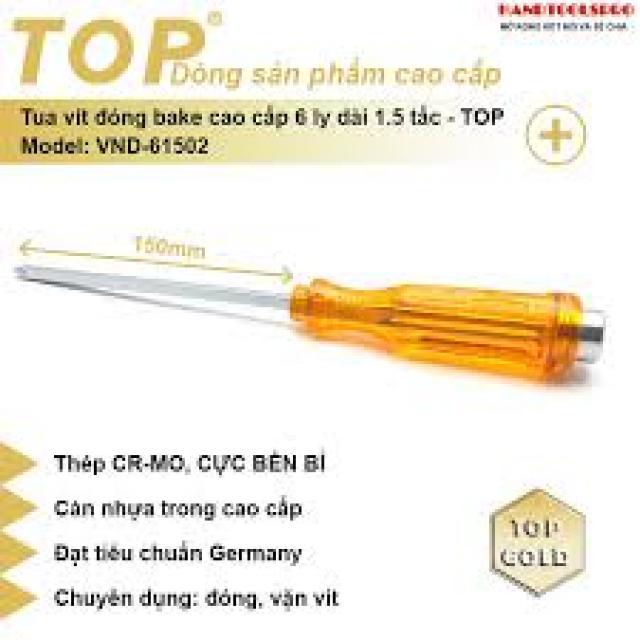 HANDTOOLSPRO
TOP®
Dòng sản phẩm cao cấp
Tua vít đóng bake cao cấp 6 ly dài 1.5 tấc - TOP
Model: VND-61502
150mm
Thép CR-MO, CỰC BỀN BỈ
Cán nhựa trong cao cấp
Đạt tiêu chuẩn Germany
Chuyên dụng: đóng, vặn vít
TOP
GOLD